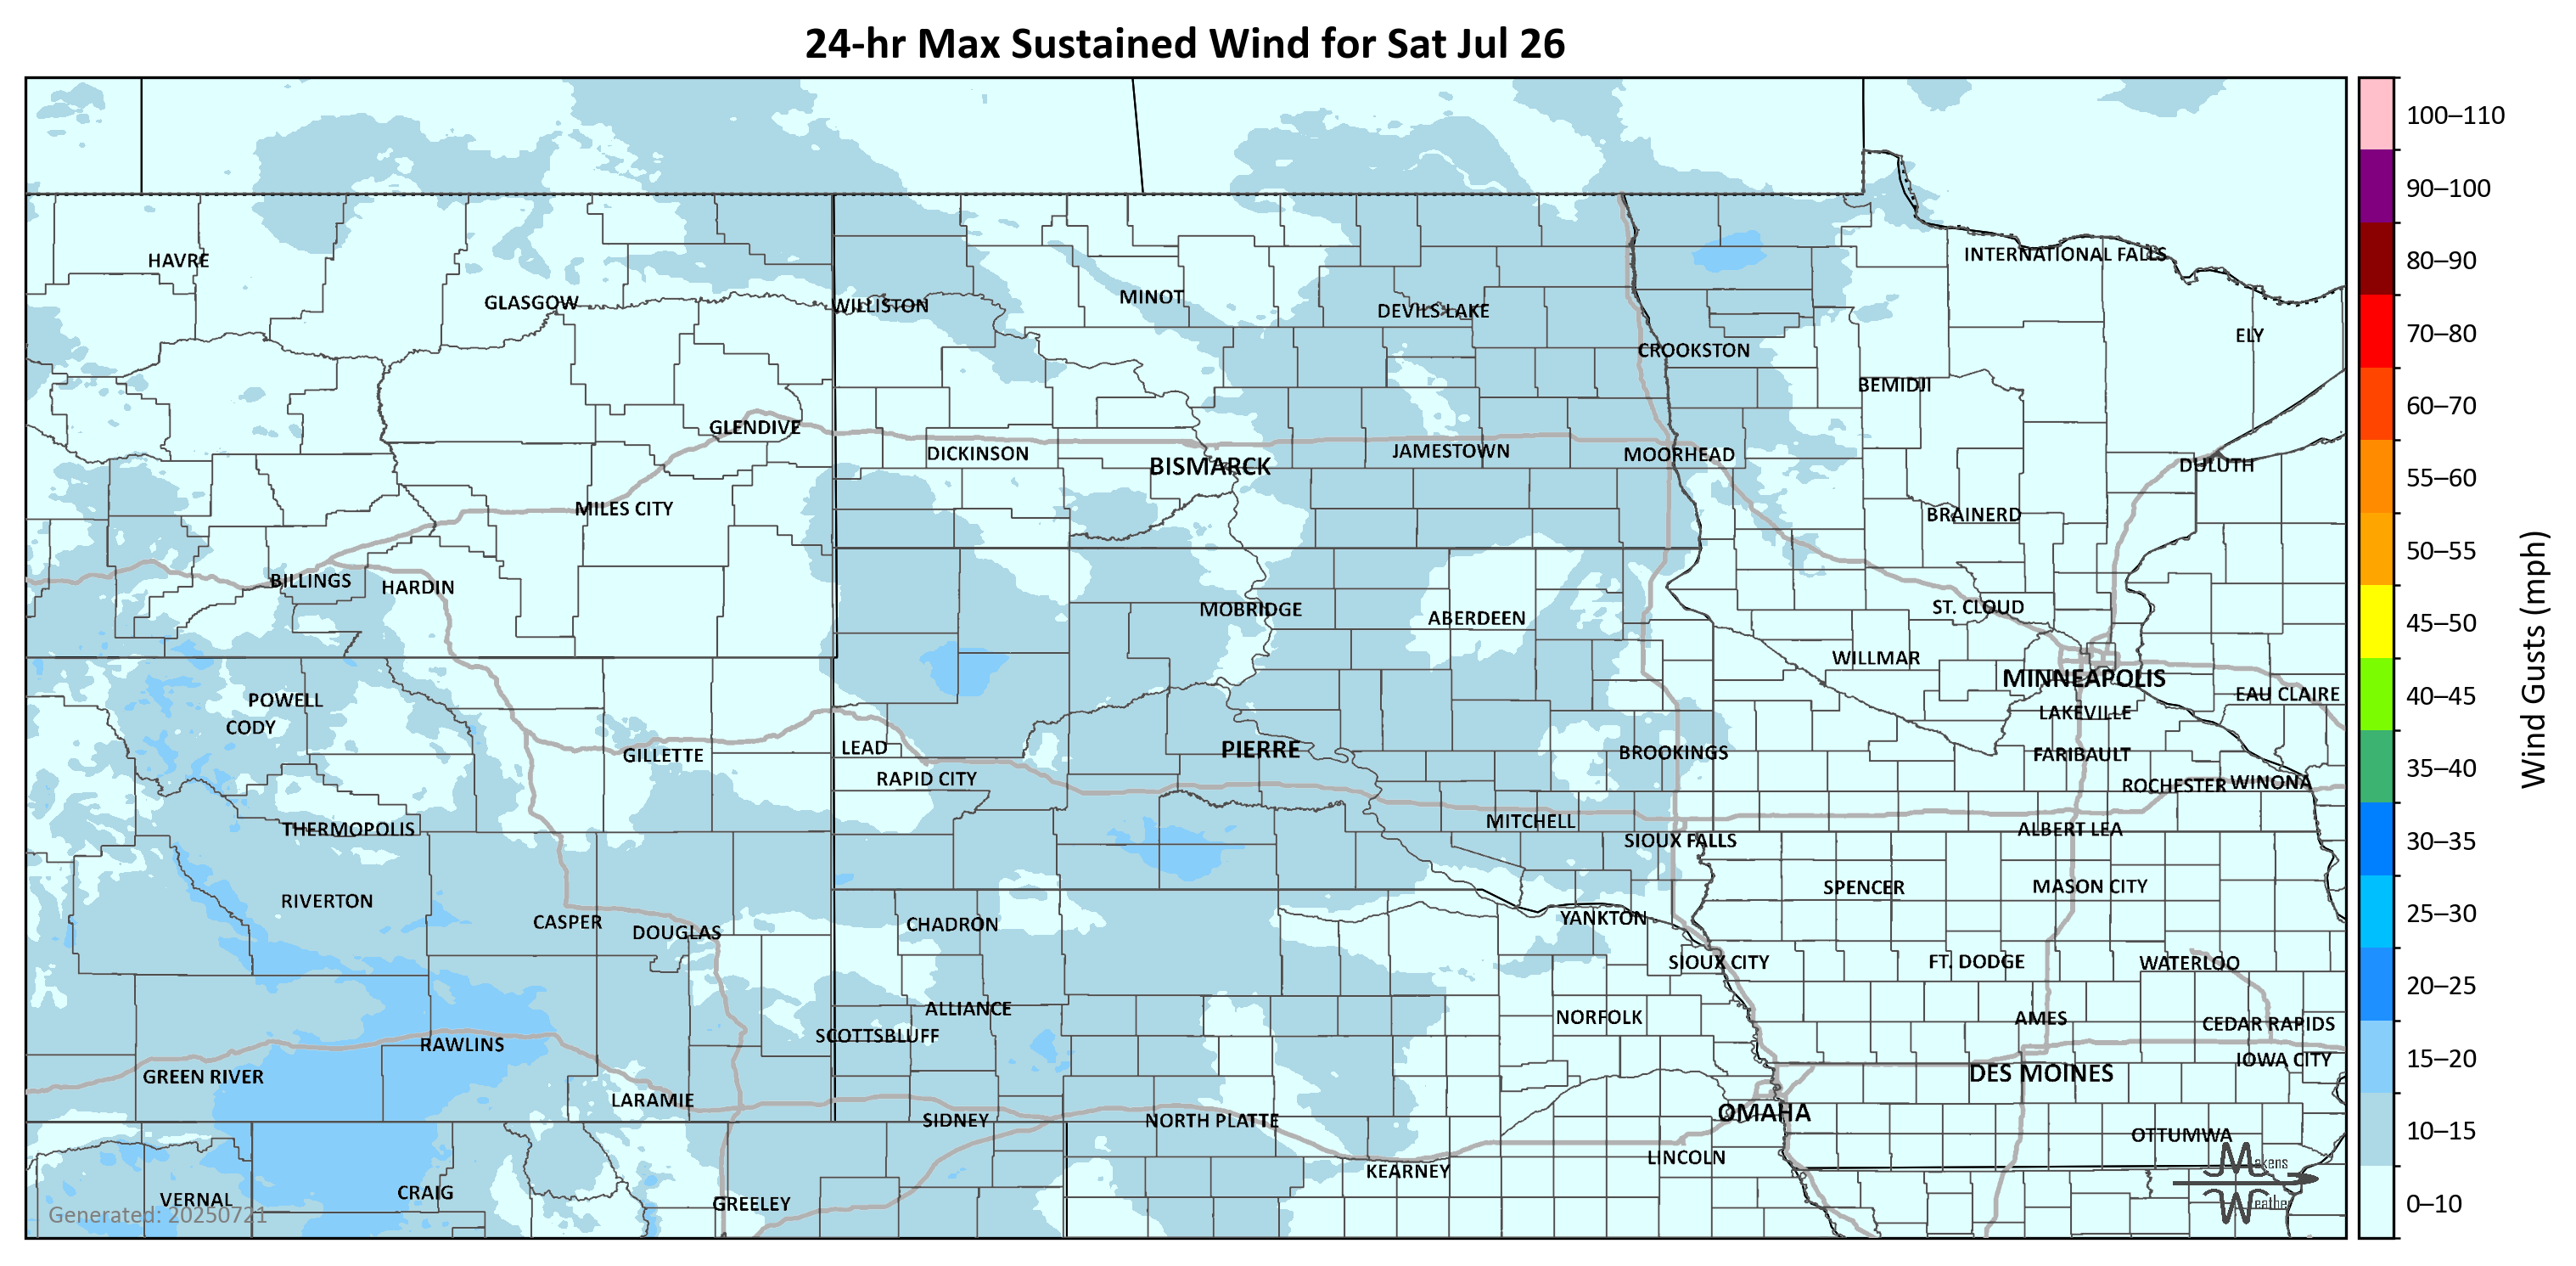 24-hr Max Sustained Wind for Sat Jul 26
HAVRE
GLASGOW
WILLISTON
MINOT
DEVILS LAKE
INTERNATIONAL FALLS
CROOKSTON
ELY
BEMIDJI
GLENDIVE
DICKINSON
BISMARCK
JAMESTOWN
MOORHEAD
DULUTH
MILES CITY
BRAINERD
BILLINGS
HARDIN
MOBRIDGE
ABERDEEN
ST. CLOUD
WILLMAR
MINNEAPOLIS
EAU CLAIRE
POWELL
CODY
LAKEVILLE
GILLETTE
LEAD
PIERRE
BROOKINGS
FARIBAULT
RAPID CITY
ROCHESTER
WINONA
THERMOPOLIS
MITCHELL
ALBERT LEA
SIOUX FALLS
RIVERTON
SPENCER
MASON CITY
CASPER
DOUGLAS
CHADRON
YANKTON
SIOUX CITY
FT. DODGE
WATERLOO
ALLIANCE
NORFOLK
AMES
CEDAR RAPIDS
SCOTTSBLUFF
RAWLINS
IOWA CITY
GREEN RIVER
DES MOINES
LARAMIE
SIDNEY
NORTH PLATTE
OMAHA
OTTUMWA
KEARNEY
LINCOLN
VERNAL
CRAIG
GREELEY
Generated: 20250721
Makens
Weather
100–110
90–100
80–90
70–80
60–70
55–60
50–55
45–50
40–45
35–40
30–35
25–30
20–25
15–20
10–15
0–10
Wind Gusts (mph)